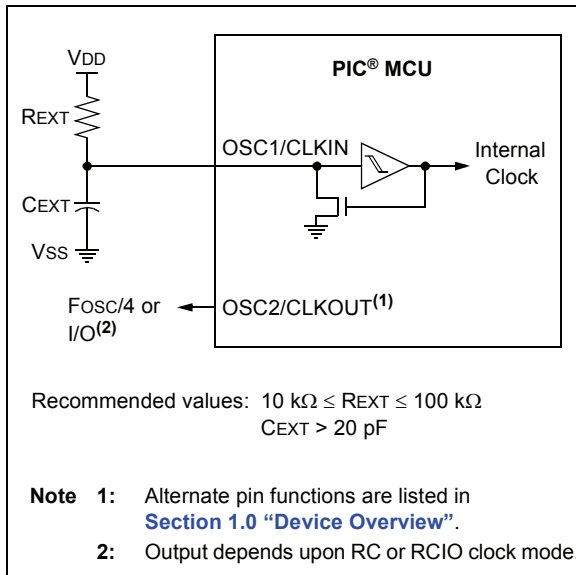 VDD
PIC® MCU
REXT
OSC1/CLKIN
Internal
Clock
CEXT
VSS
FOSC/4 or
I/O(2)
OSC2/CLKOUT(1)
Recommended values: 10 kΩ ≤ REXT ≤ 100 kΩ
CEXT > 20 pF
Note 1: Alternate pin functions are listed in
Section 1.0 “Device Overview”.
2: Output depends upon RC or RCIO clock mode.